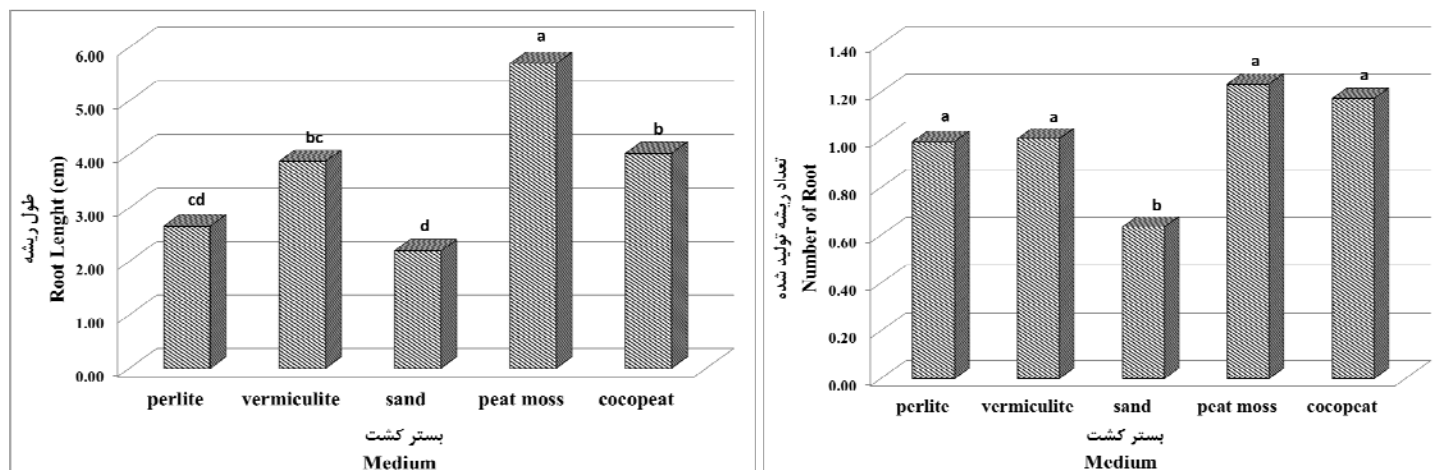 طول ریشه
Root Lenght (cm)
6.00
5.00
4.00
3.00
2.00
1.00
0.00
cd
bc
d
a
b
perlite
vermiculite
sand
peat moss
cocopeat
بستر کشت
Medium
تعداد ریشه تولید شده
Number of Root
1.40
1.20
1.00
0.80
0.60
0.40
0.20
0.00
a
a
b
a
a
perlite
vermiculite
sand
peat moss
cocopeat
بستر کشت
Medium